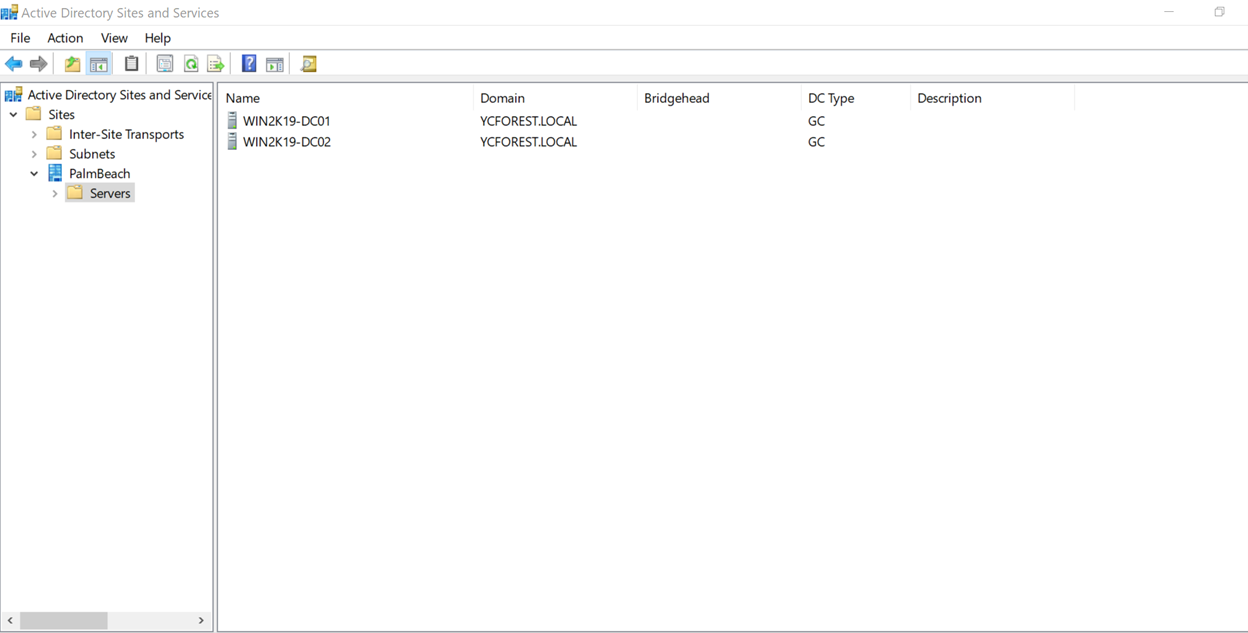 Active Directory Sites and Services
File Action View Help
Active Directory Sites and Service
Sites
Inter-Site Transports
Subnets
PalmBeach
Servers
Name Domain Bridgehead DC Type Description
WIN2K19-DC01 YCFOREST.LOCAL GC
WIN2K19-DC02 YCFOREST.LOCAL GC